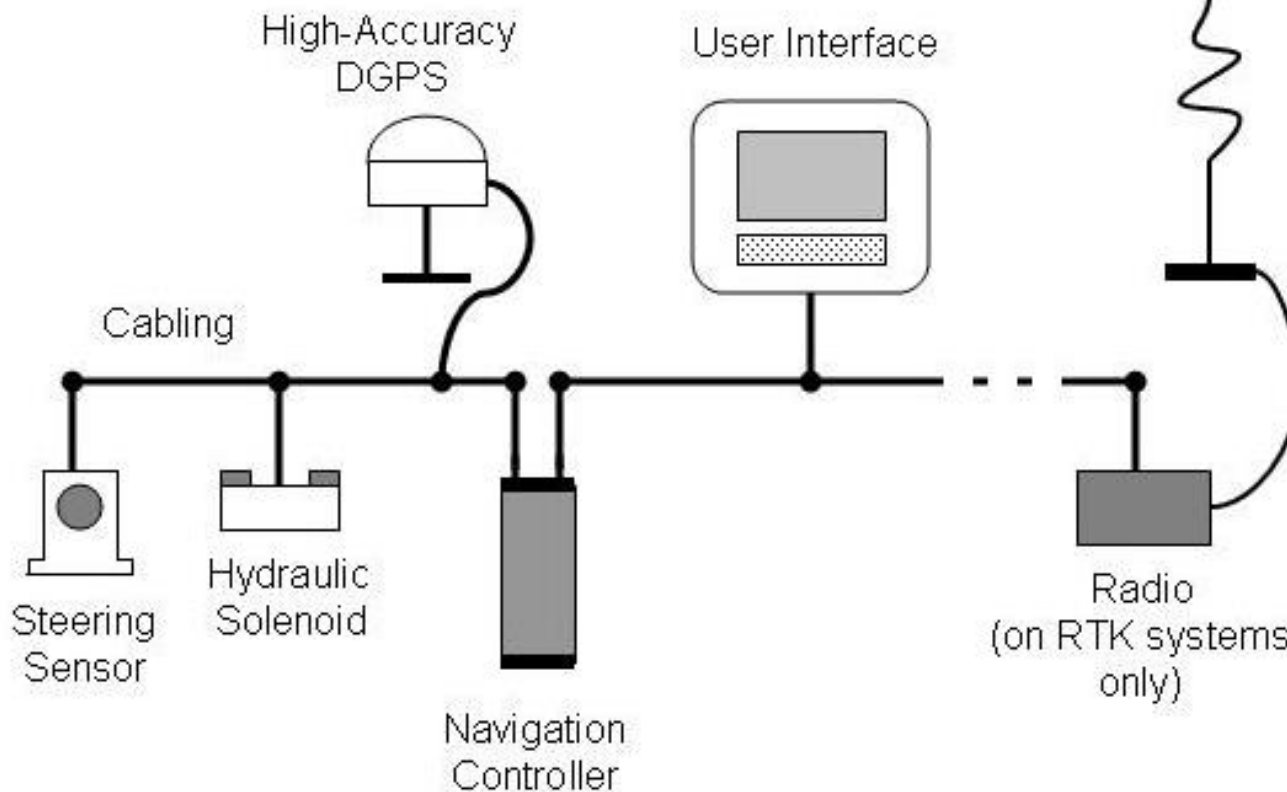 High-Accuracy
DGPS
User Interface
Cabling
Steering
Sensor
Hydraulic
Solenoid
Navigation
Controller
Radio
(on RTK systems
only)